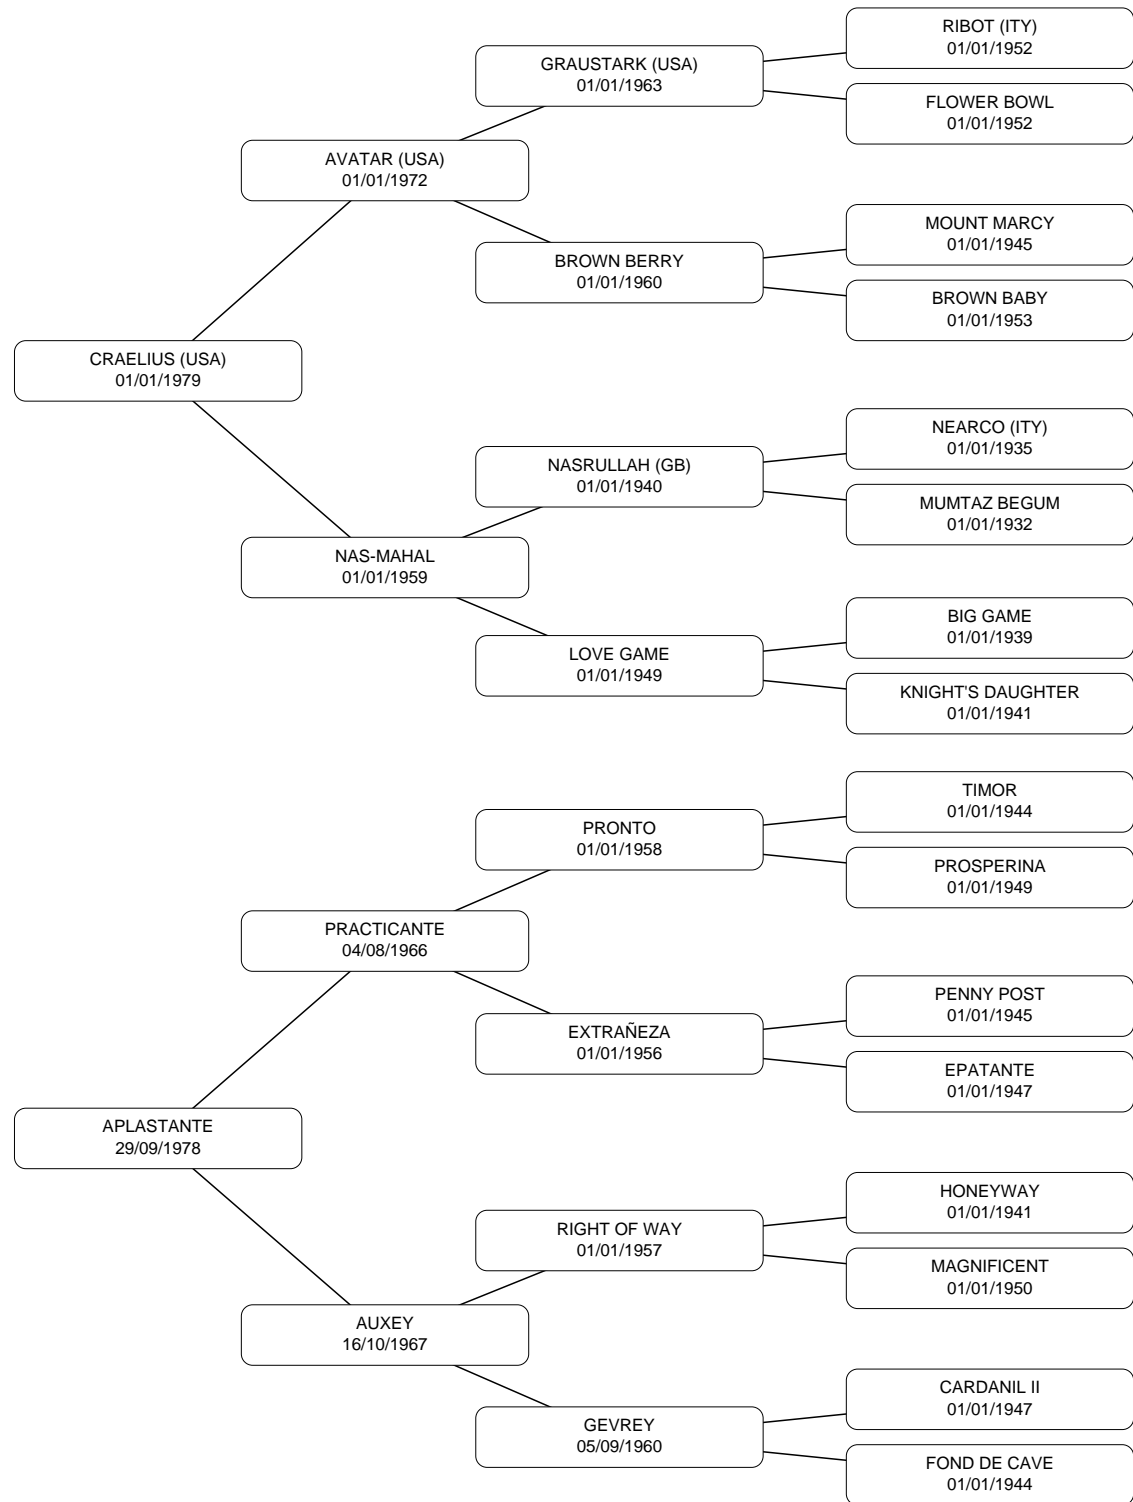 RIBOT (ITY)
01/01/1952
GRAUSTARK (USA)
01/01/1963
FLOWER BOWL
01/01/1952
AVATAR (USA)
01/01/1972
MOUNT MARCY
01/01/1945
BROWN BERRY
01/01/1960
BROWN BABY
01/01/1953
CRAELIUS (USA)
01/01/1979
NEARCO (ITY)
01/01/1935
NASRULLAH (GB)
01/01/1940
MUMTAZ BEGUM
01/01/1932
NAS-MAHAL
01/01/1959
BIG GAME
01/01/1939
LOVE GAME
01/01/1949
KNIGHT'S DAUGHTER
01/01/1941
TIMOR
01/01/1944
PRONTO
01/01/1958
PROSPERINA
01/01/1949
PRACTICANTE
04/08/1966
PENNY POST
01/01/1945
EXTRAÑEZA
01/01/1956
EPATANTE
01/01/1947
APLASTANTE
29/09/1978
HONEYWAY
01/01/1941
RIGHT OF WAY
01/01/1957
MAGNIFICENT
01/01/1950
AUXEY
16/10/1967
CARDANIL II
01/01/1947
GEVREY
05/09/1960
FOND DE CAVE
01/01/1944